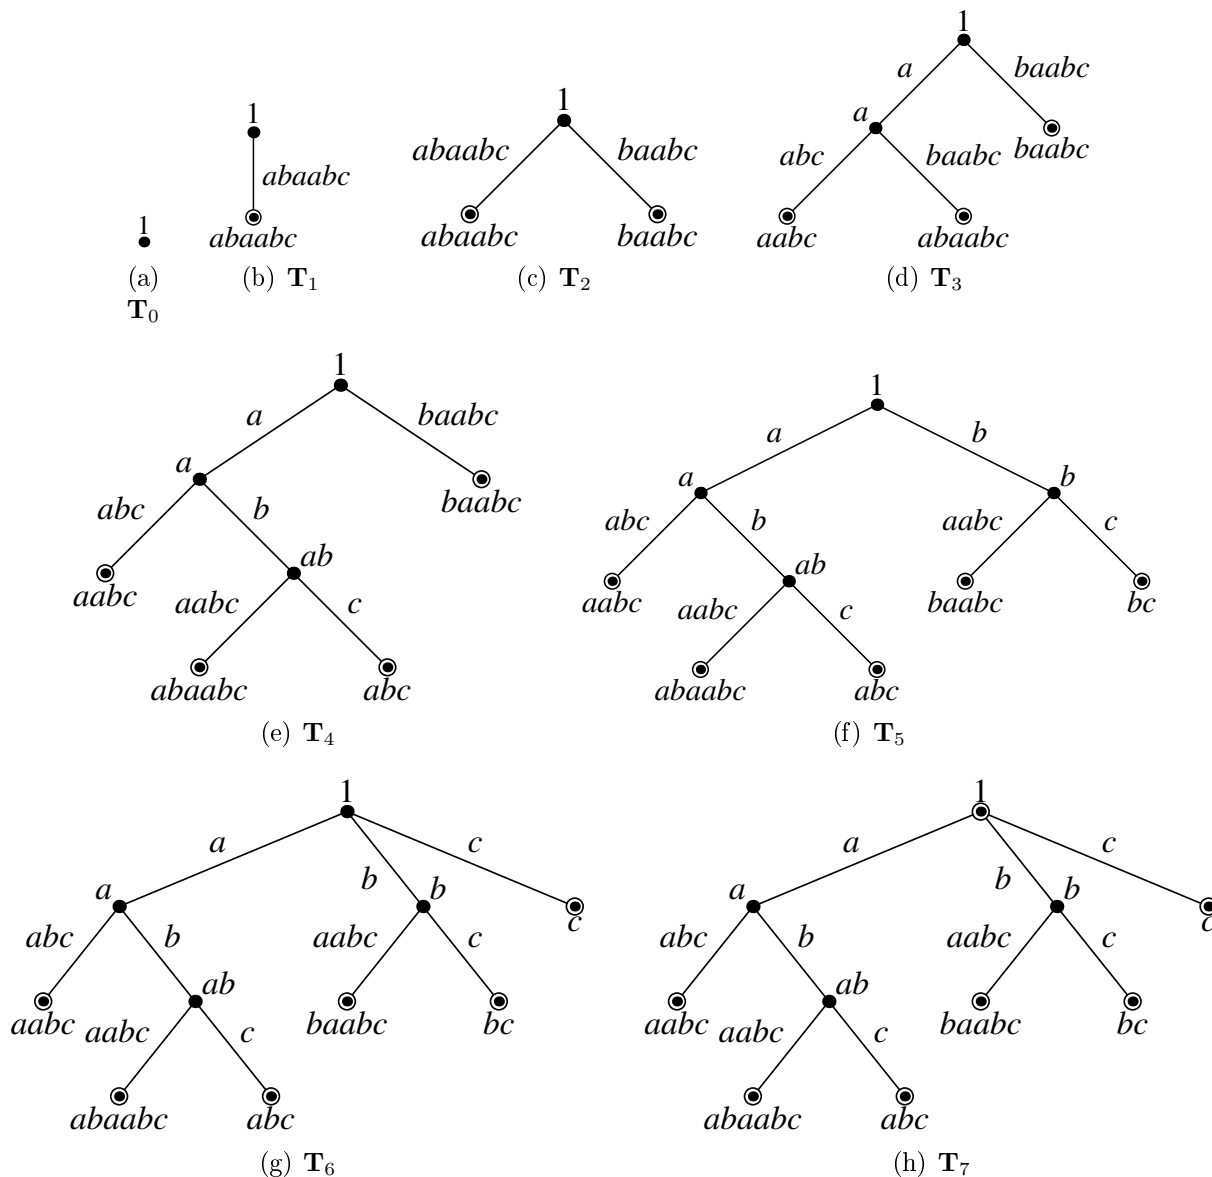 1
a baabc
1 a
1
abaabc baabc abc baabc baabc
abaabc
1 aabc abaabc
abaabc abaabc baabc
(a) (b) T₁ (c) T₂ (d) T₃
T₀
1
1
a baabc
a b
a
a b
abc b
baabc abc b aabc c
ab
ab
aabc aabc c
aabc baabc bc
aabc c
abaabc abc
abaabc abc
(e) T₄
(f) T₅
1 1
a c a c
a b b a b b
abc b aabc c abc b aabc c
c
ab ab
aabc baabc bc aabc baabc bc
aabc c aabc c
abaabc abc abaabc abc
(g) T₆ (h) T₇